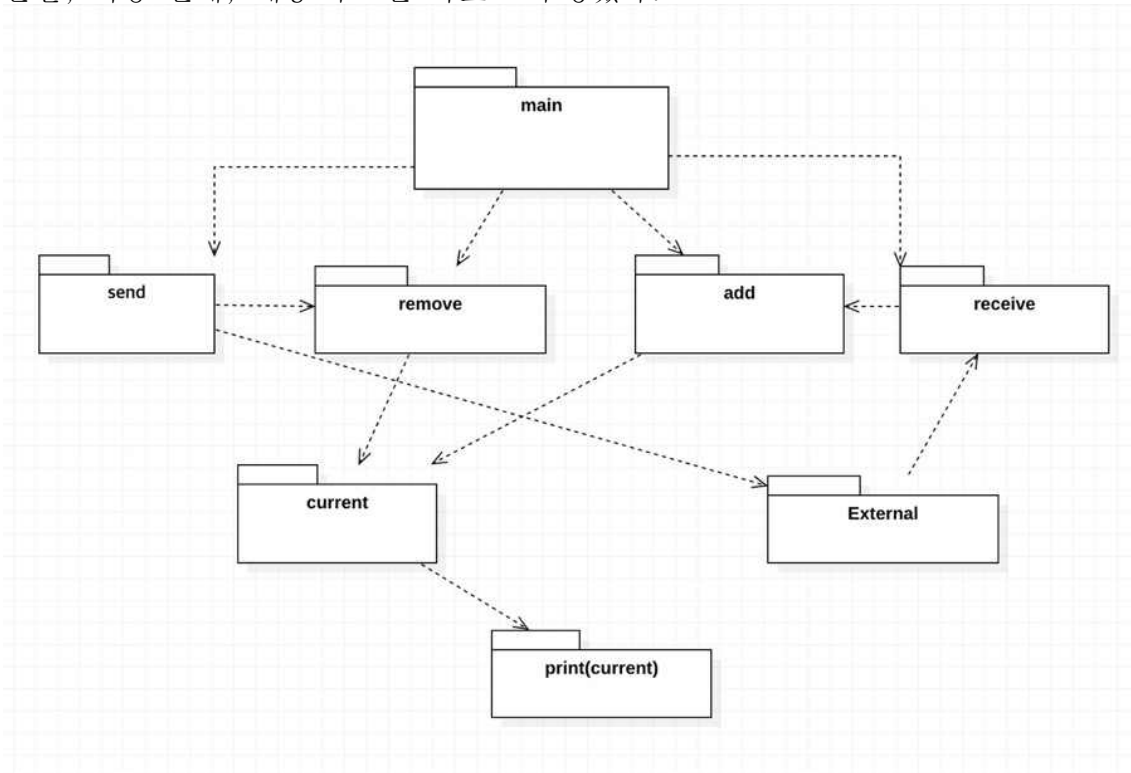 main
send
remove
add
receive
current
External
print(current)